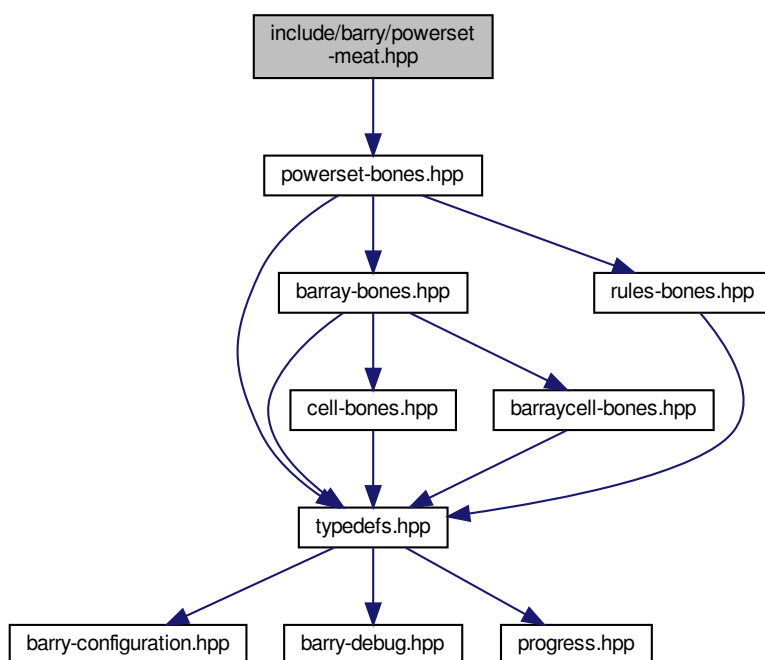 include/barry/powerset
-meat.hpp
powerset-bones.hpp
barray-bones.hpp
rules-bones.hpp
cell-bones.hpp
barraycell-bones.hpp
typedefs.hpp
barry-configuration.hpp
barry-debug.hpp
progress.hpp